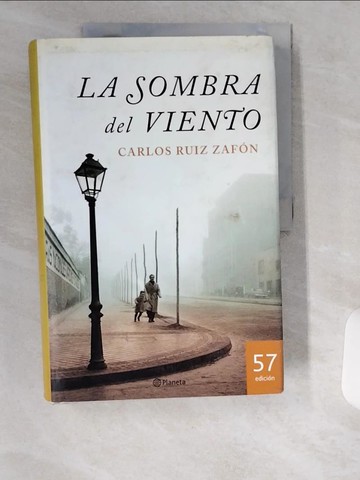 LA SOMBRA
del VIENTO
CARLOS RUIZ ZAFÓN
57
edición
Planeta